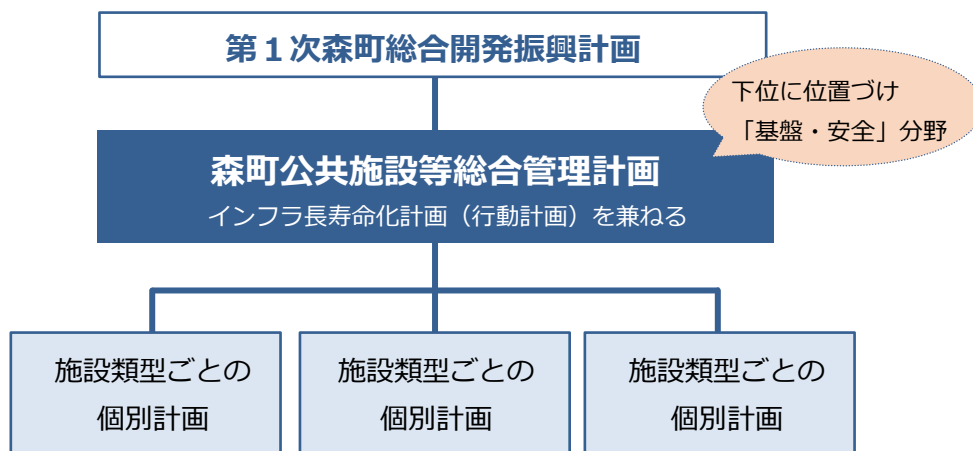 第１次森町総合開発振興計画
下位に位置づけ
「基盤・安全」分野
森町公共施設等総合管理計画
インフラ長寿命化計画（行動計画）を兼ねる
施設類型ごとの
個別計画
施設類型ごとの
個別計画
施設類型ごとの
個別計画